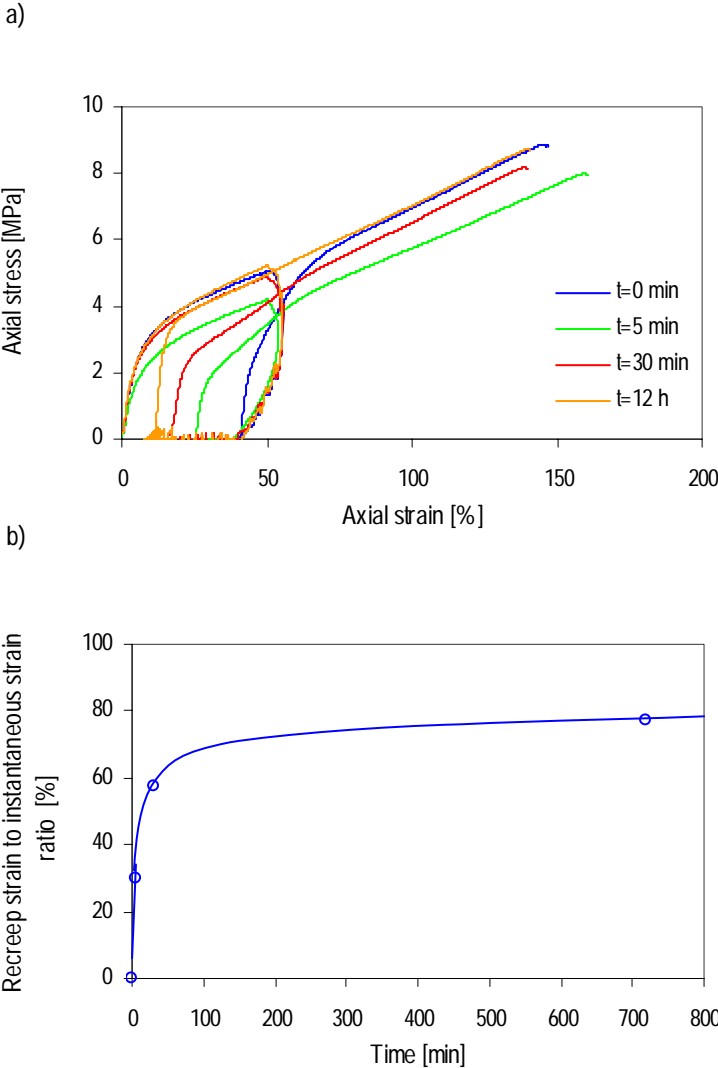 a)
Axial stress [MPa]
10
8
6
4
2
0
0 50 100 150 200
Axial strain [%]
t=0 min
t=5 min
t=30 min
t=12 h
b)
Recreep strain to instantaneous strain
ratio [%]
100
80
60
40
20
0
0 100 200 300 400 500 600 700 800
Time [min]